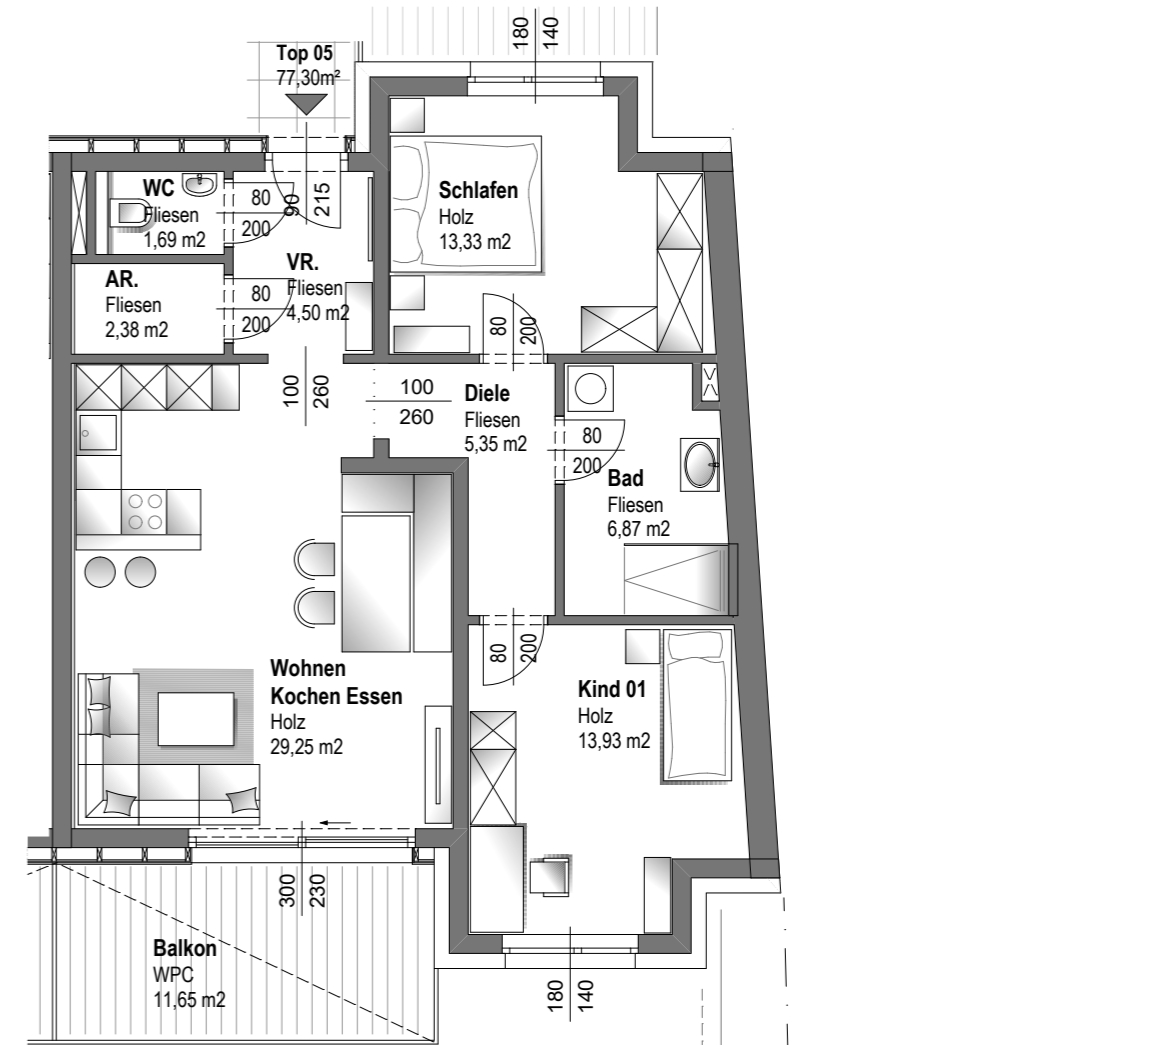 180
140
Top 05
77,30m²
WC
Fliesen
1,69 m2
80
200
90
215
Schlafen
Holz
13,33 m2
AR.
Fliesen
2,38 m2
80
200
VR.
Fliesen
4,50 m2
80
200
100
260
100
260
Diele
Fliesen
5,35 m2
80
200
Bad
Fliesen
6,87 m2
80
200
Wohnen
Kochen Essen
Holz
29,25 m2
Kind 01
Holz
13,93 m2
300
230
Balkon
WPC
11,65 m2
180
140